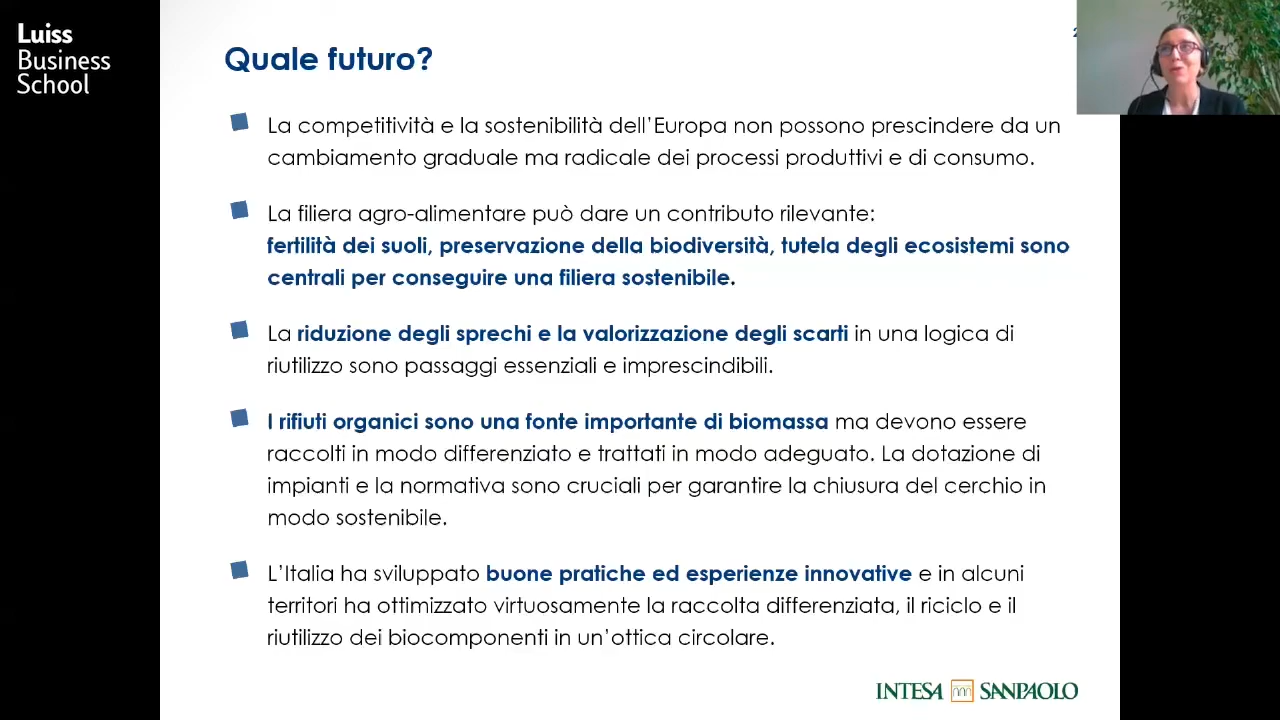 Luiss
Business
School
Quale futuro?
La competitività e la sostenibilità dell'Europa non possono prescindere da un
cambiamento graduale ma radicale dei processi produttivi e di consumo.
La filiera agro-alimentare può dare un contributo rilevante:
fertilità dei suoli, preservazione della biodiversità, tutela degli ecosistemi sono
centrali per conseguire una filiera sostenibile.
La riduzione degli sprechi e la valorizzazione degli scarti in una logica di
riutilizzo sono passaggi essenziali e imprescindibili.
I rifiuti organici sono una fonte importante di biomassa ma devono essere
raccolti in modo differenziato e trattati in modo adeguato. La dotazione di
impianti e la normativa sono cruciali per garantire la chiusura del cerchio in
modo sostenibile.
L'Italia ha sviluppato buone pratiche ed esperienze innovative e in alcuni
territori ha ottimizzato virtuosamente la raccolta differenziata, il riciclo e il
riutilizzo dei biocomponenti in un'ottica circolare.
INTESA SANPAOLO